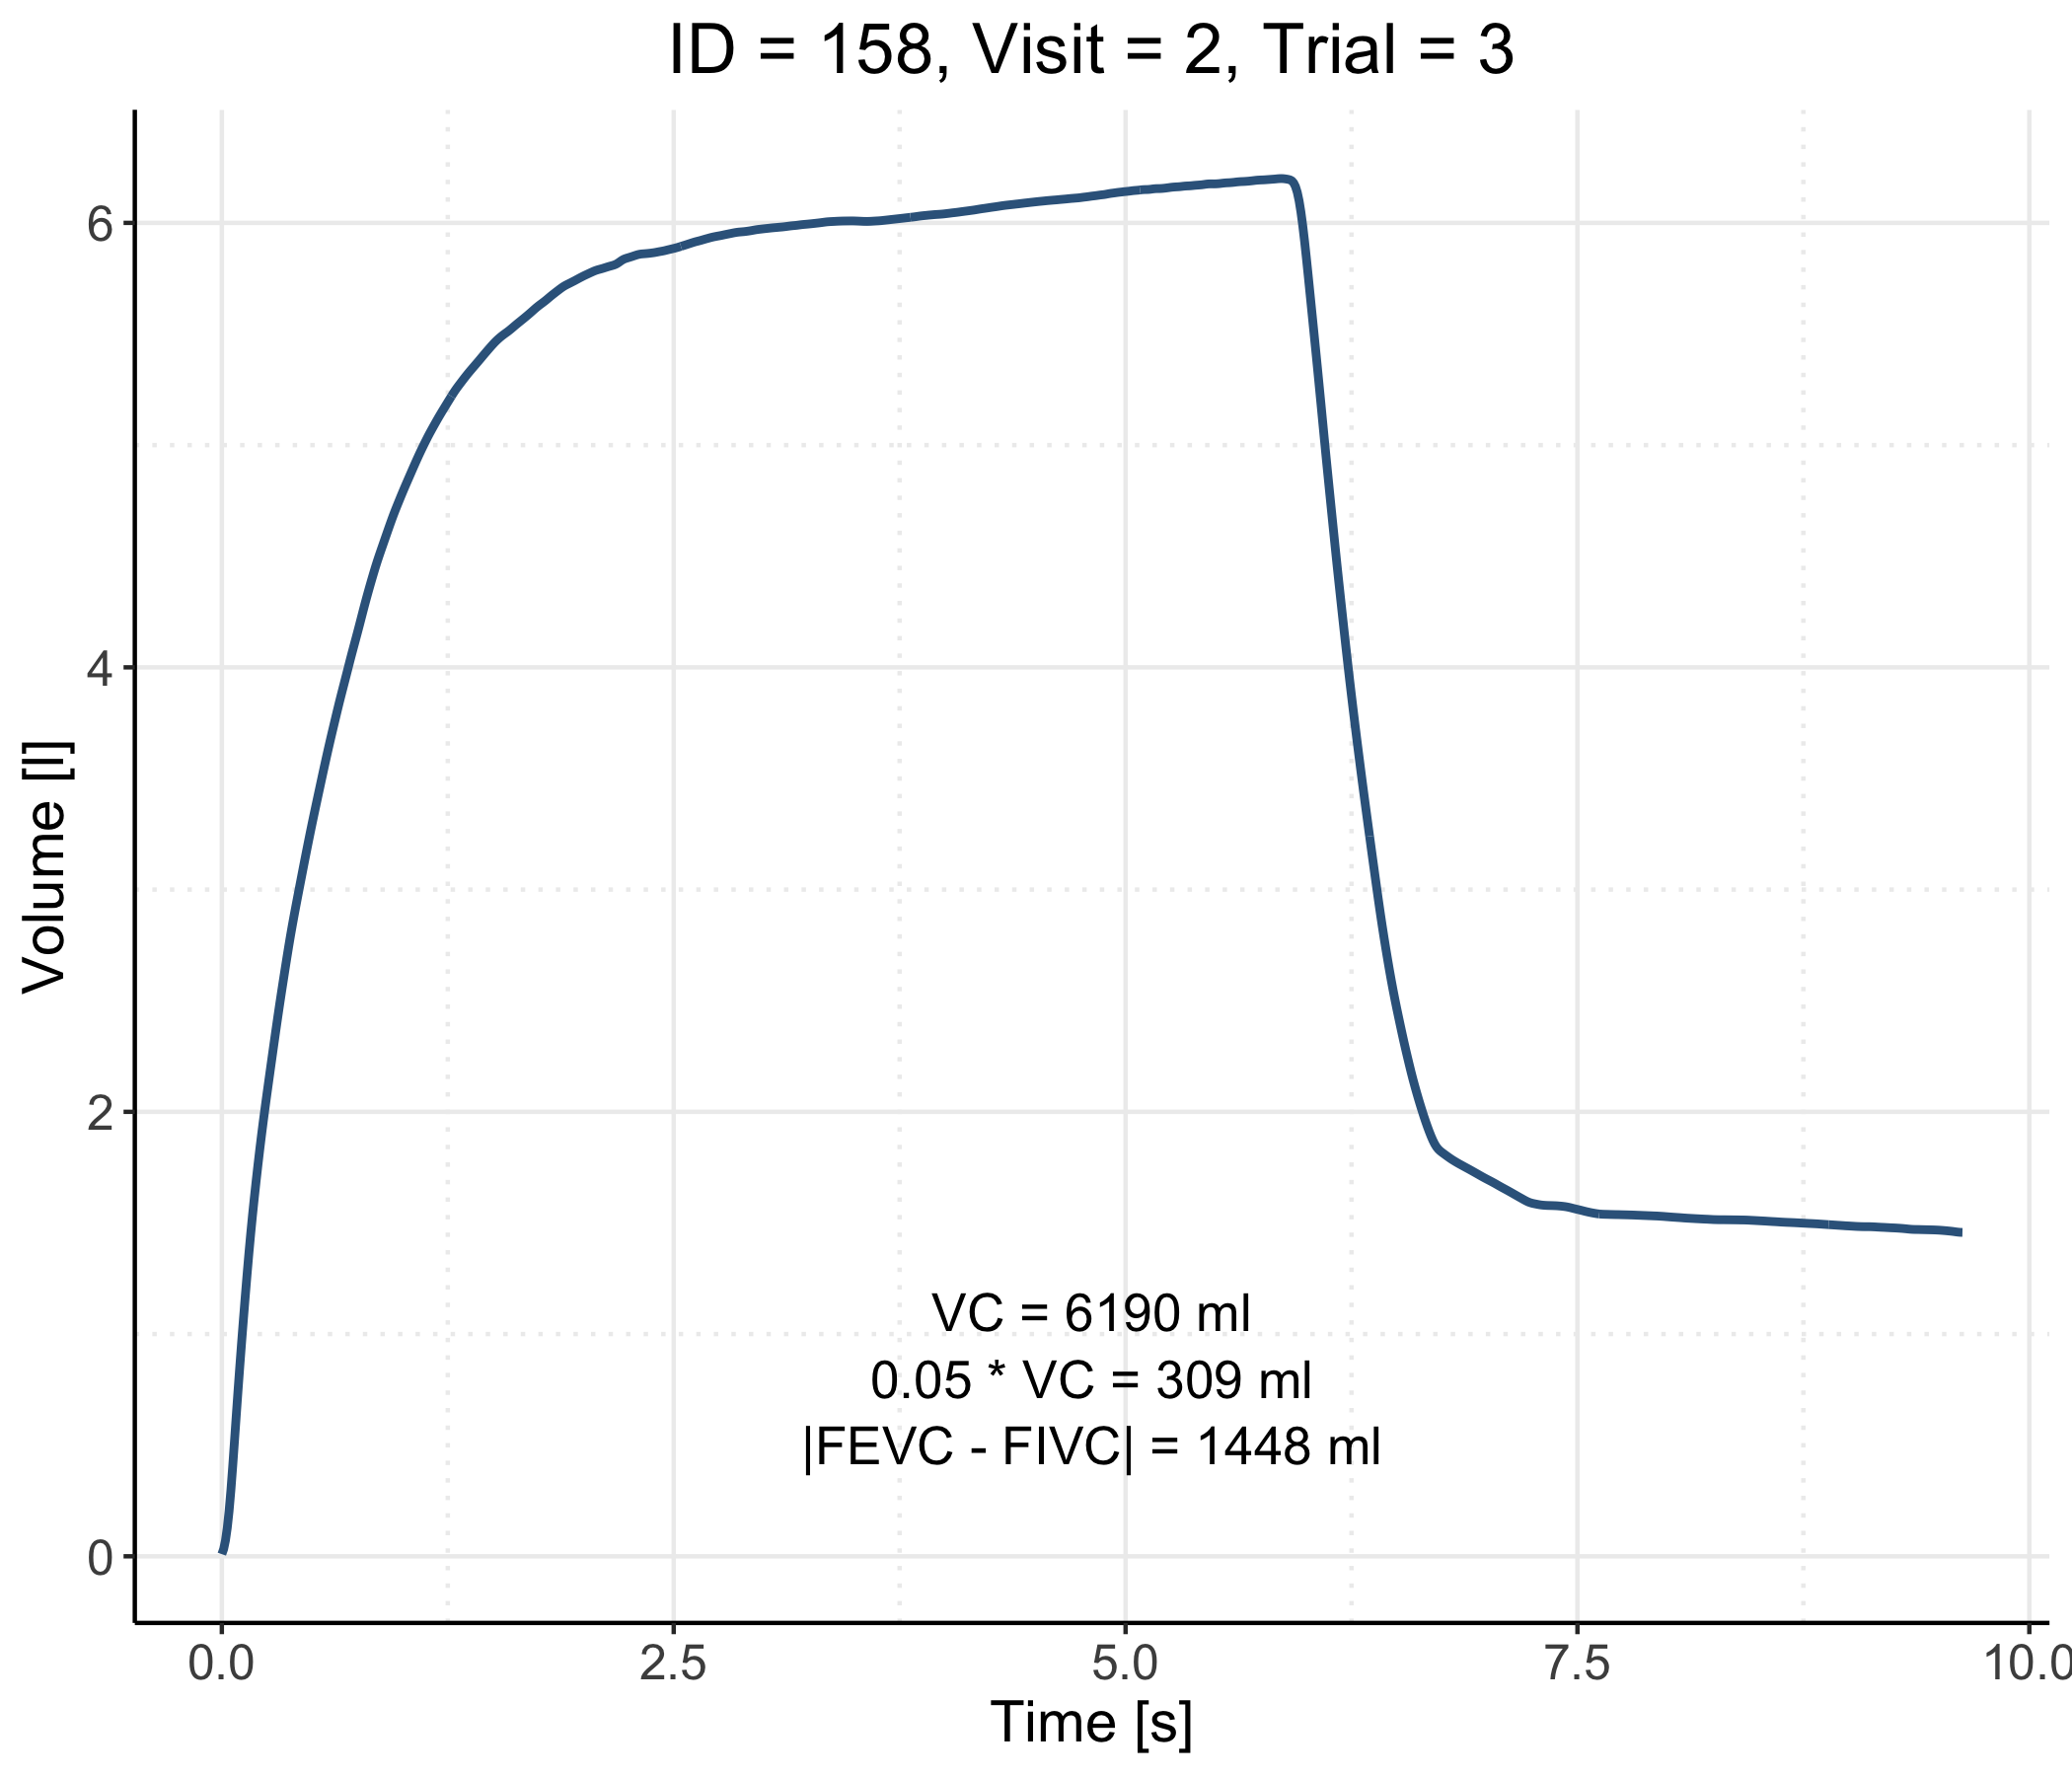 ID = 158, Visit = 2, Trial = 3
Volume [l]
6
4
2
0
VC = 6190 ml
0.05 * VC = 309 ml
|FEVC - FIVC| = 1448 ml
0.0 2.5 5.0 7.5 10.0
Time [s]